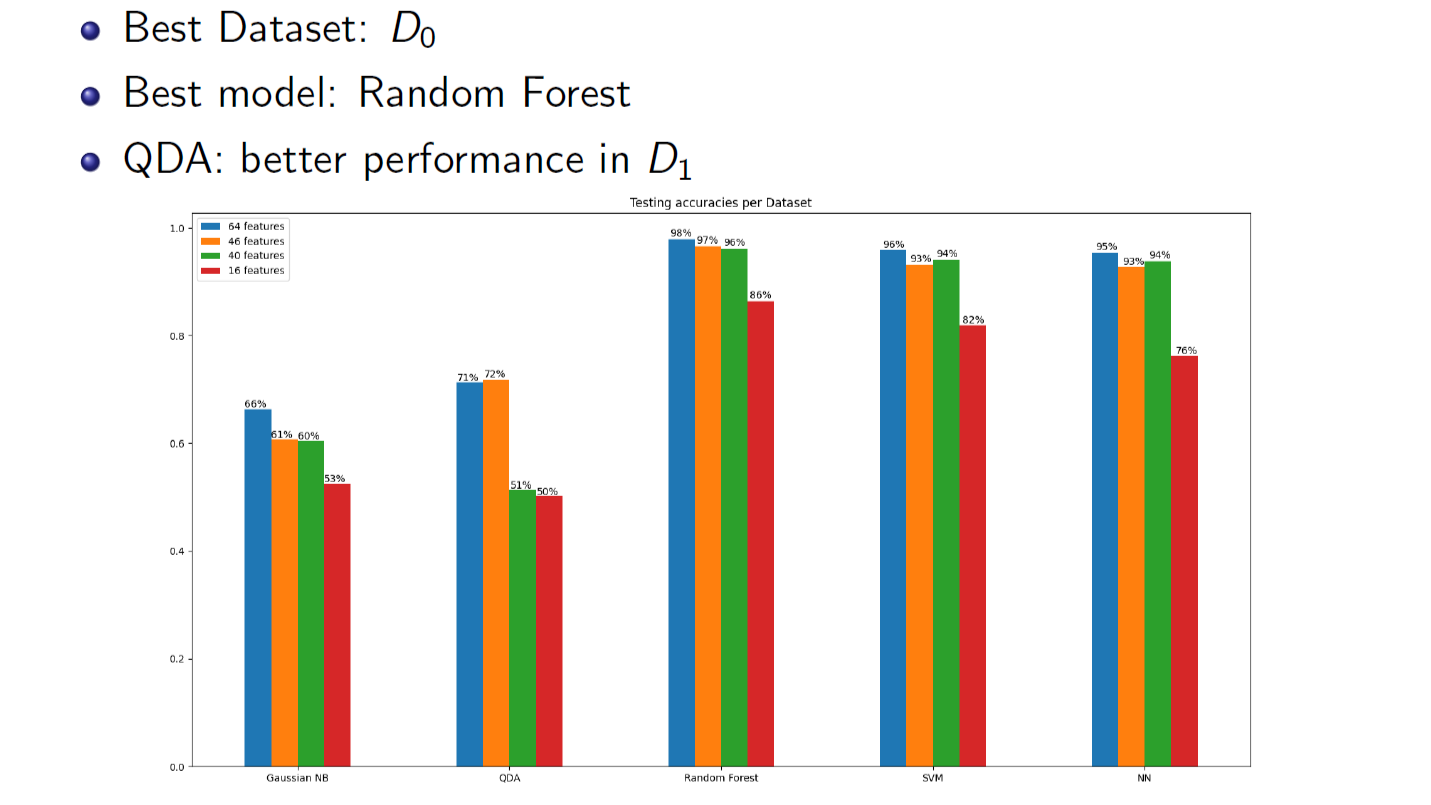 Best Dataset: D0
Best model: Random Forest
QDA: better performance in D1
Testing accuracies per Dataset
64 features
46 features
40 features
16 features
1.0
0.8
0.6
0.4
0.2
0.0
66%
61%
60%
53%
71%
72%
51%
50%
98%
97%
96%
86%
96%
93%
94%
82%
95%
93%
94%
76%
Gaussian NB
QDA
Random Forest
SVM
NN